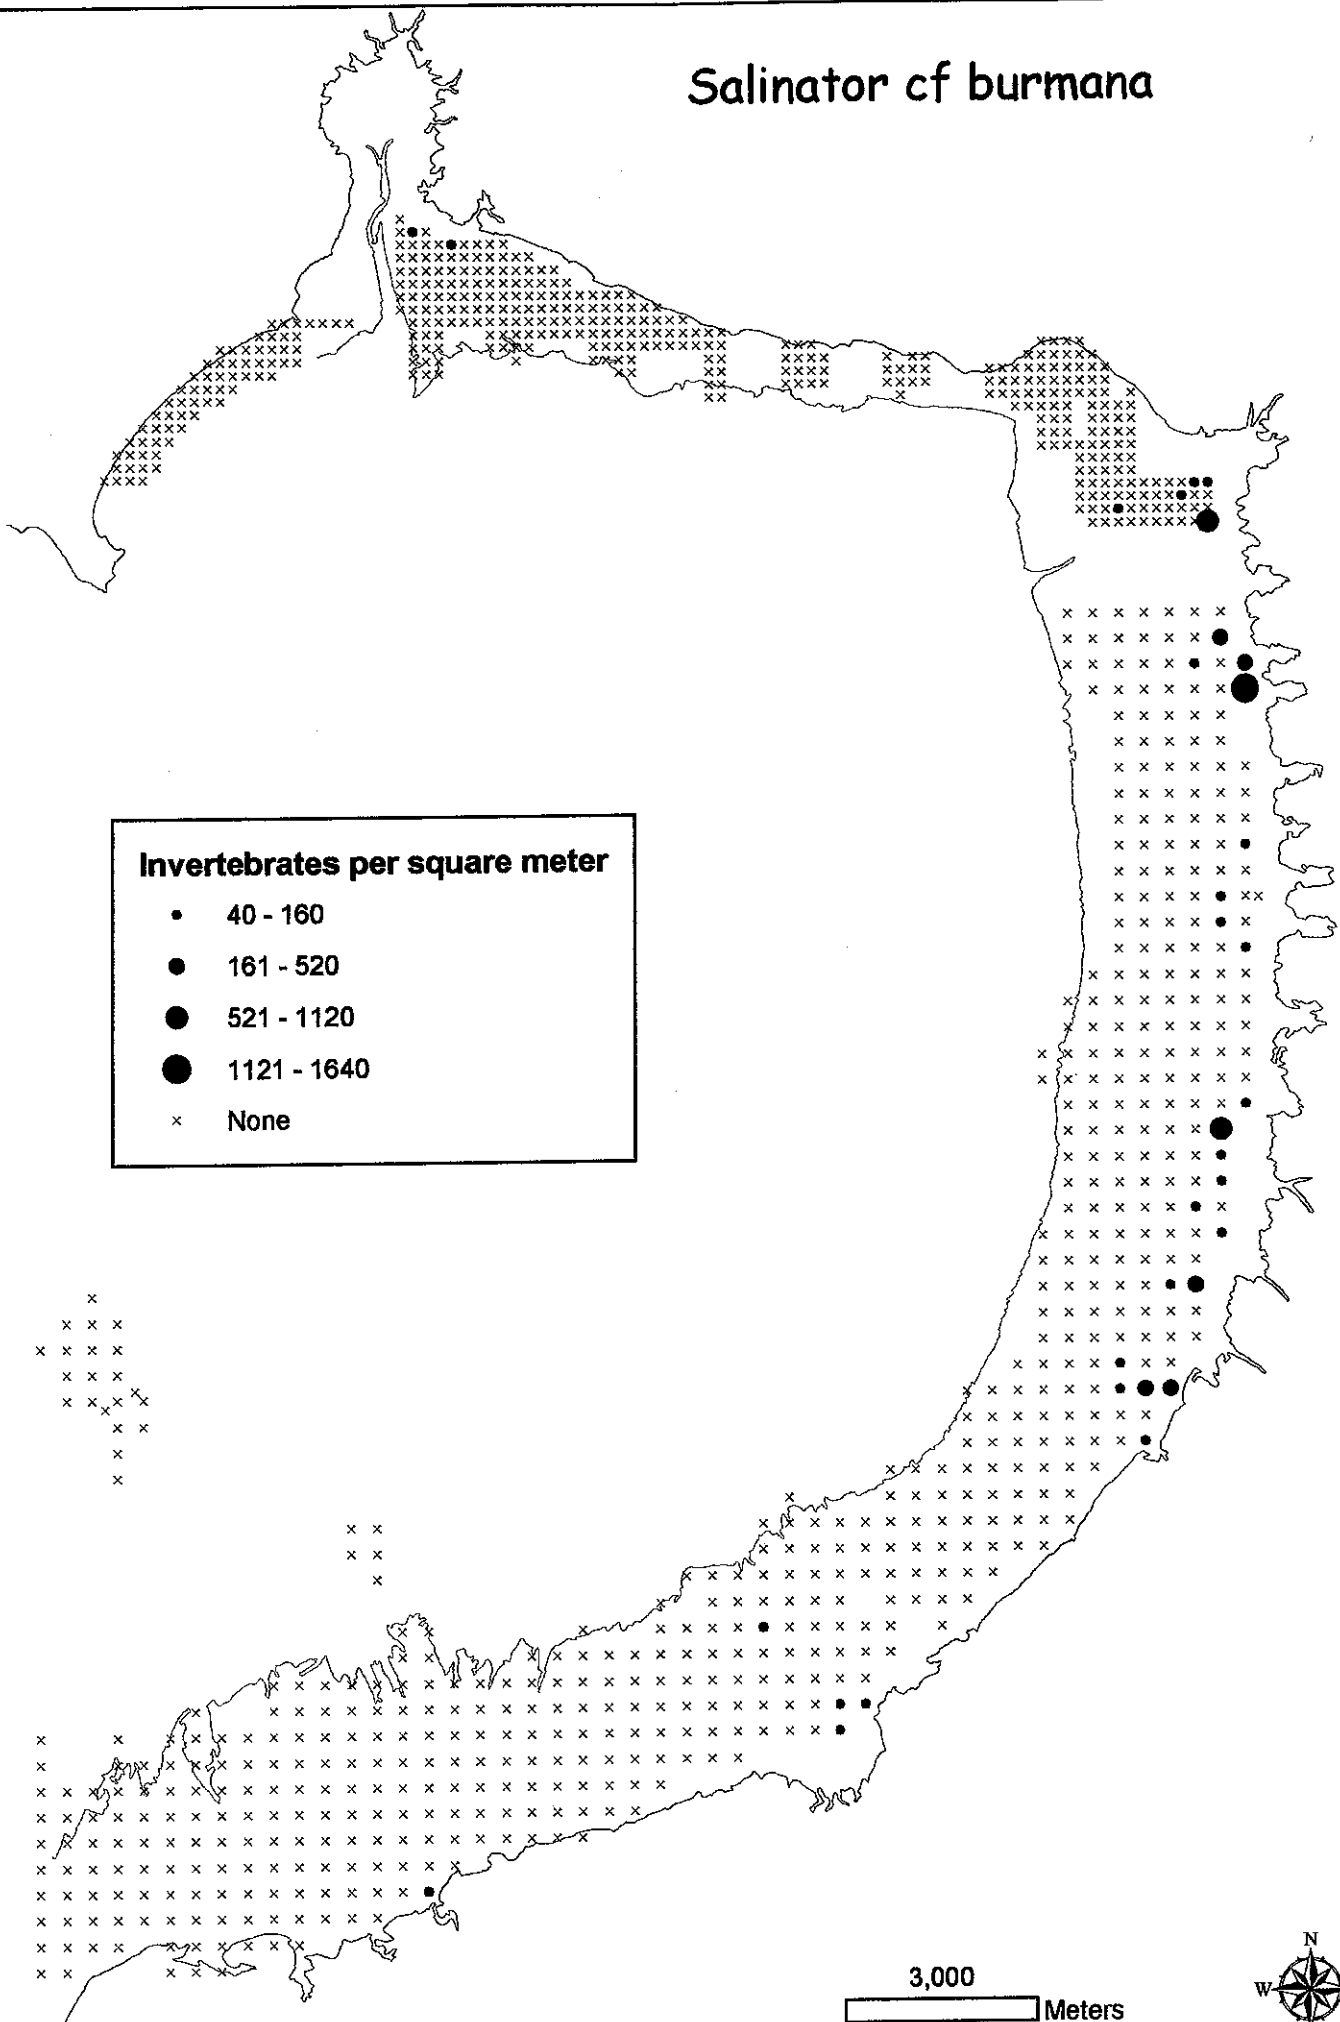 Salinator cf burmana
Invertebrates per square meter
40 - 160
161 - 520
521 - 1120
1121 - 1640
None
3,000
Meters
N
W